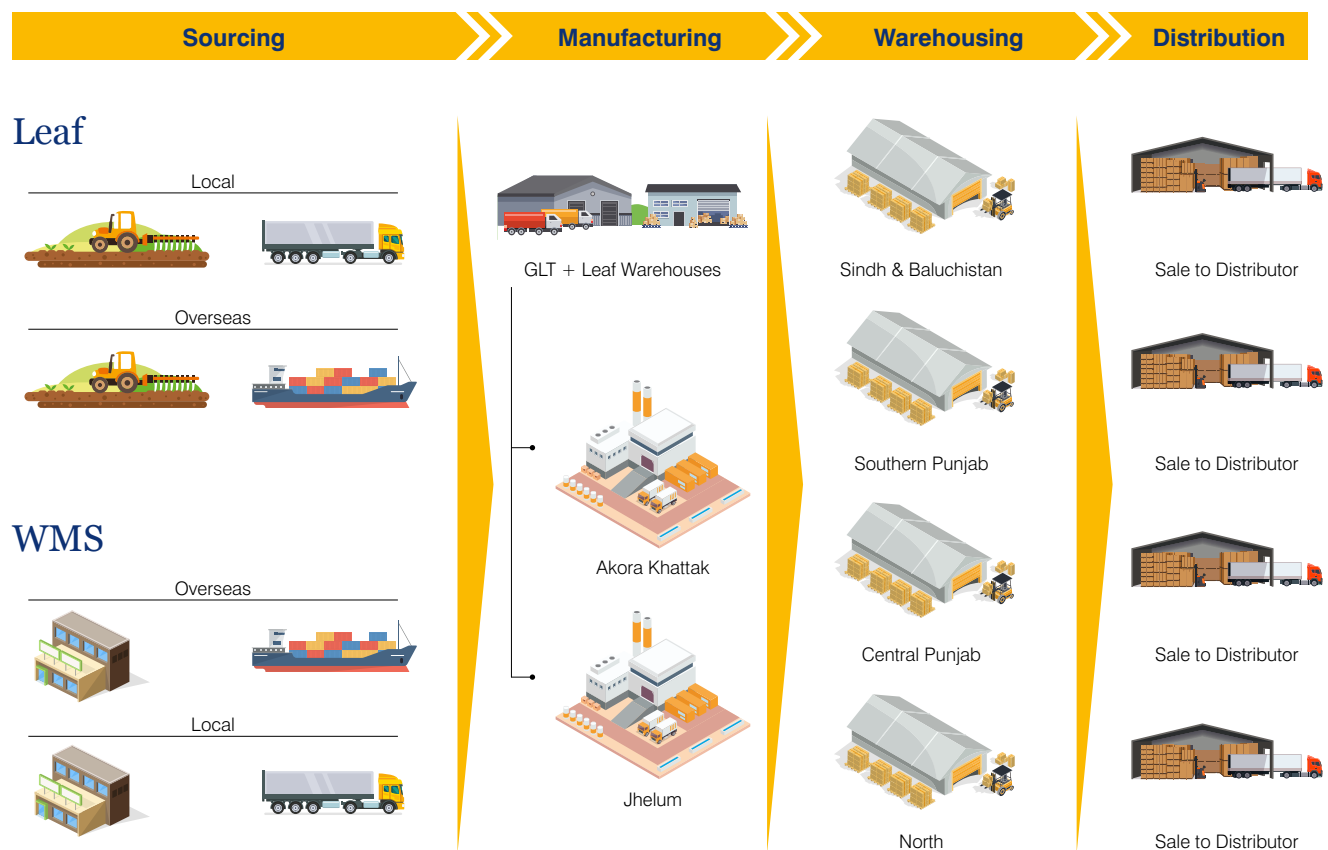 Sourcing
Manufacturing
Warehousing
Distribution
Leaf
Local
Overseas
WMS
Overseas
Local
GLT + Leaf Warehouses
Akora Khattak
Jhelum
Sindh & Baluchistan
Southern Punjab
Central Punjab
North
Sale to Distributor
Sale to Distributor
Sale to Distributor
Sale to Distributor